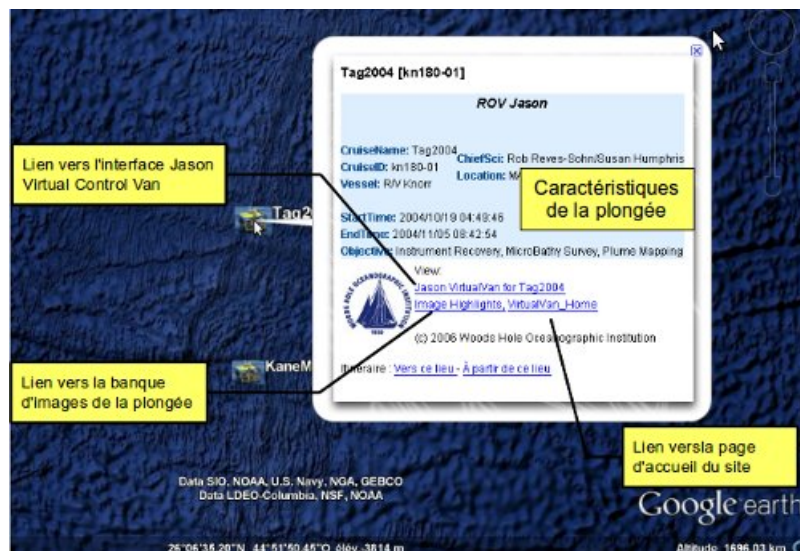 Tag2004 [kn180-01]
ROV Jason
CruiseName: Tag2004
ChiefSci: Rob Reves-Sohn/Susan Humphris
CruiseID: kn180-01
Location:
Vessel: R/V Knorr
Caractéristiques
de la plongée
StartTime: 2004/10/19 04:49:46
EndTime: 2004/11/05 08:42:54
Objective: Instrument Recovery, MicroBathy Survey, Plume Mapping
View:
Jason VirtualVan for Tag2004
Image Highlights, VirtualVan_Home
WOODS HOLE OCEANOGRAPHIC INSTITUTION
1930
(c) 2006 Woods Hole Oceanographic Institution
Itinéraire : Vers ce lieu - À partir de ce lieu
Lien vers l'interface Jason
Virtual Control Van
Tag2
KaneM
Lien vers la banque
d'images de la plongée
Lien versla page
d'accueil du site
Data SIO, NOAA, U.S. Navy, NGA, GEBCO
Data LDEO-Columbia, NSF, NOAA
Google earth
26°06'35.20"N 44°51'50.45"O élév -3814 m
Altitude 1696.03 km